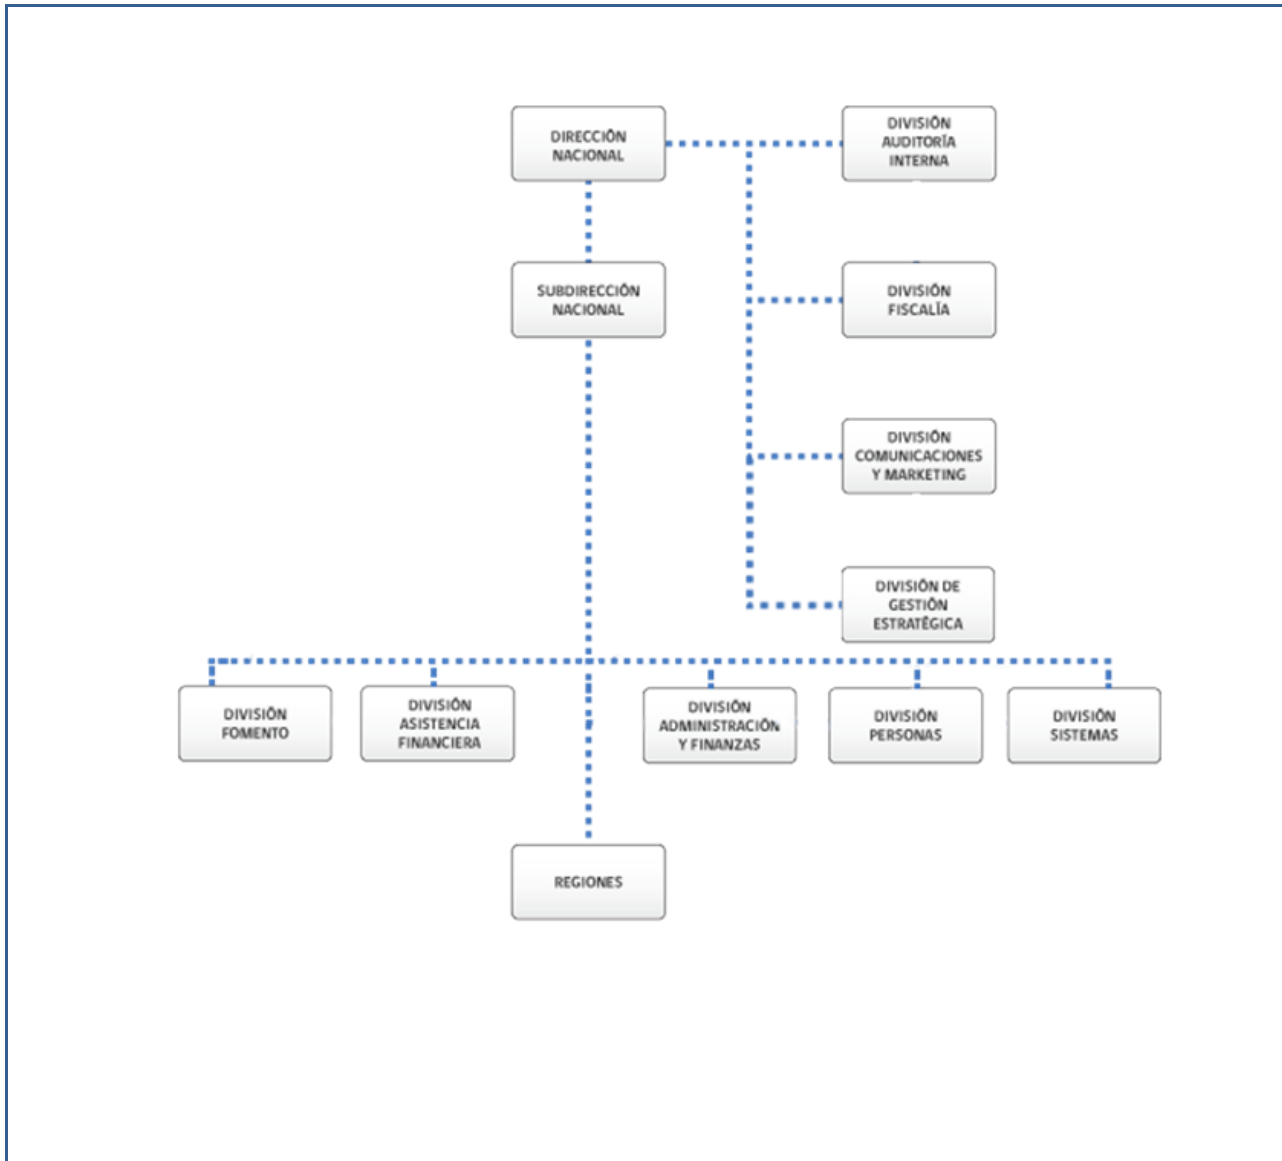 DIRECCIÓN
NACIONAL
DIVISIÓN
AUDITORÍA
INTERNA
SUBDIRECCIÓN
NACIONAL
DIVISIÓN
FISCALÍA
DIVISIÓN
COMUNICACIONES
Y MARKETING
DIVISIÓN DE
GESTIÓN
ESTRATÉGICA
DIVISIÓN
FOMENTO
DIVISIÓN
ASISTENCIA
FINANCIERA
DIVISIÓN
ADMINISTRACIÓN
Y FINANZAS
DIVISIÓN
PERSONAS
DIVISIÓN
SISTEMAS
REGIONES